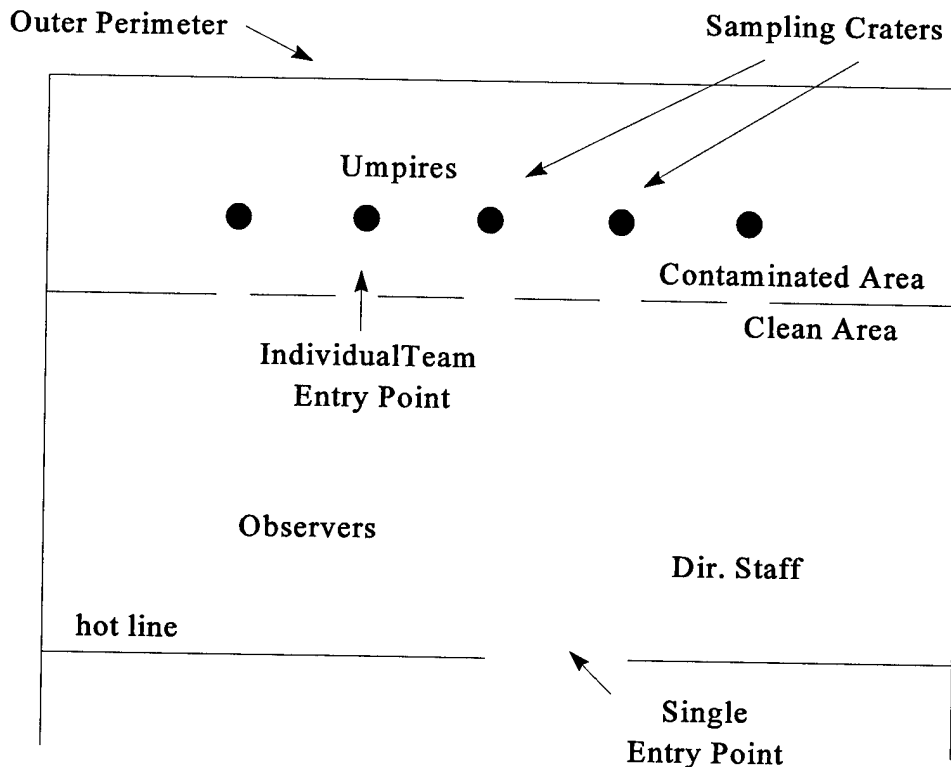 Outer Perimeter
Sampling Craters
Umpires
Contaminated Area
Clean Area
IndividualTeam
Entry Point
Observers
Dir. Staff
hot line
Single
Entry Point